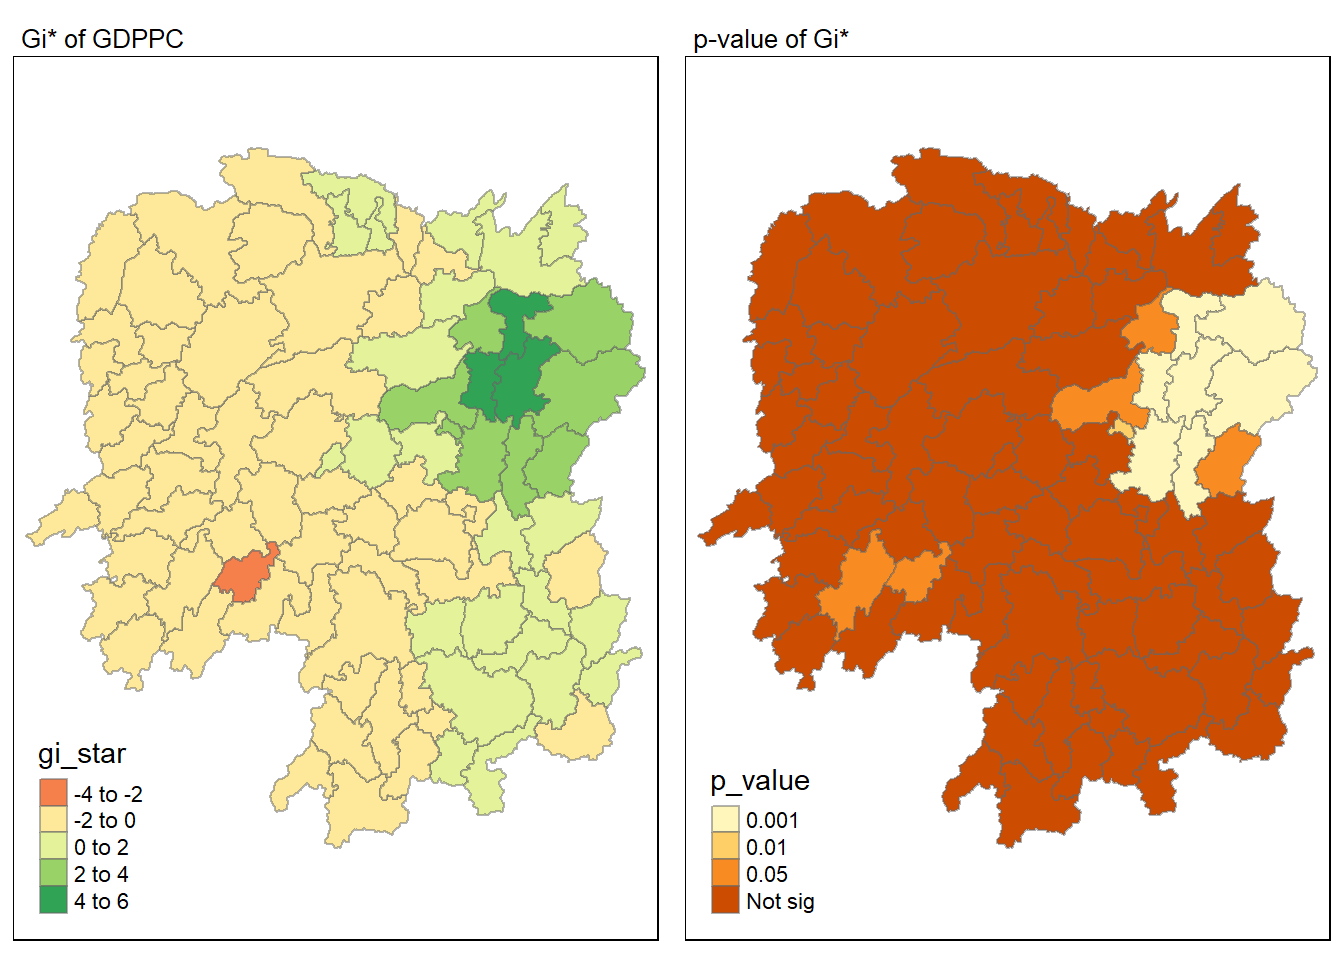 Gi* of GDPPC
gi_star
-4 to -2
-2 to 0
0 to 2
2 to 4
4 to 6
p-value of Gi*
p_value
0.001
0.01
0.05
Not sig